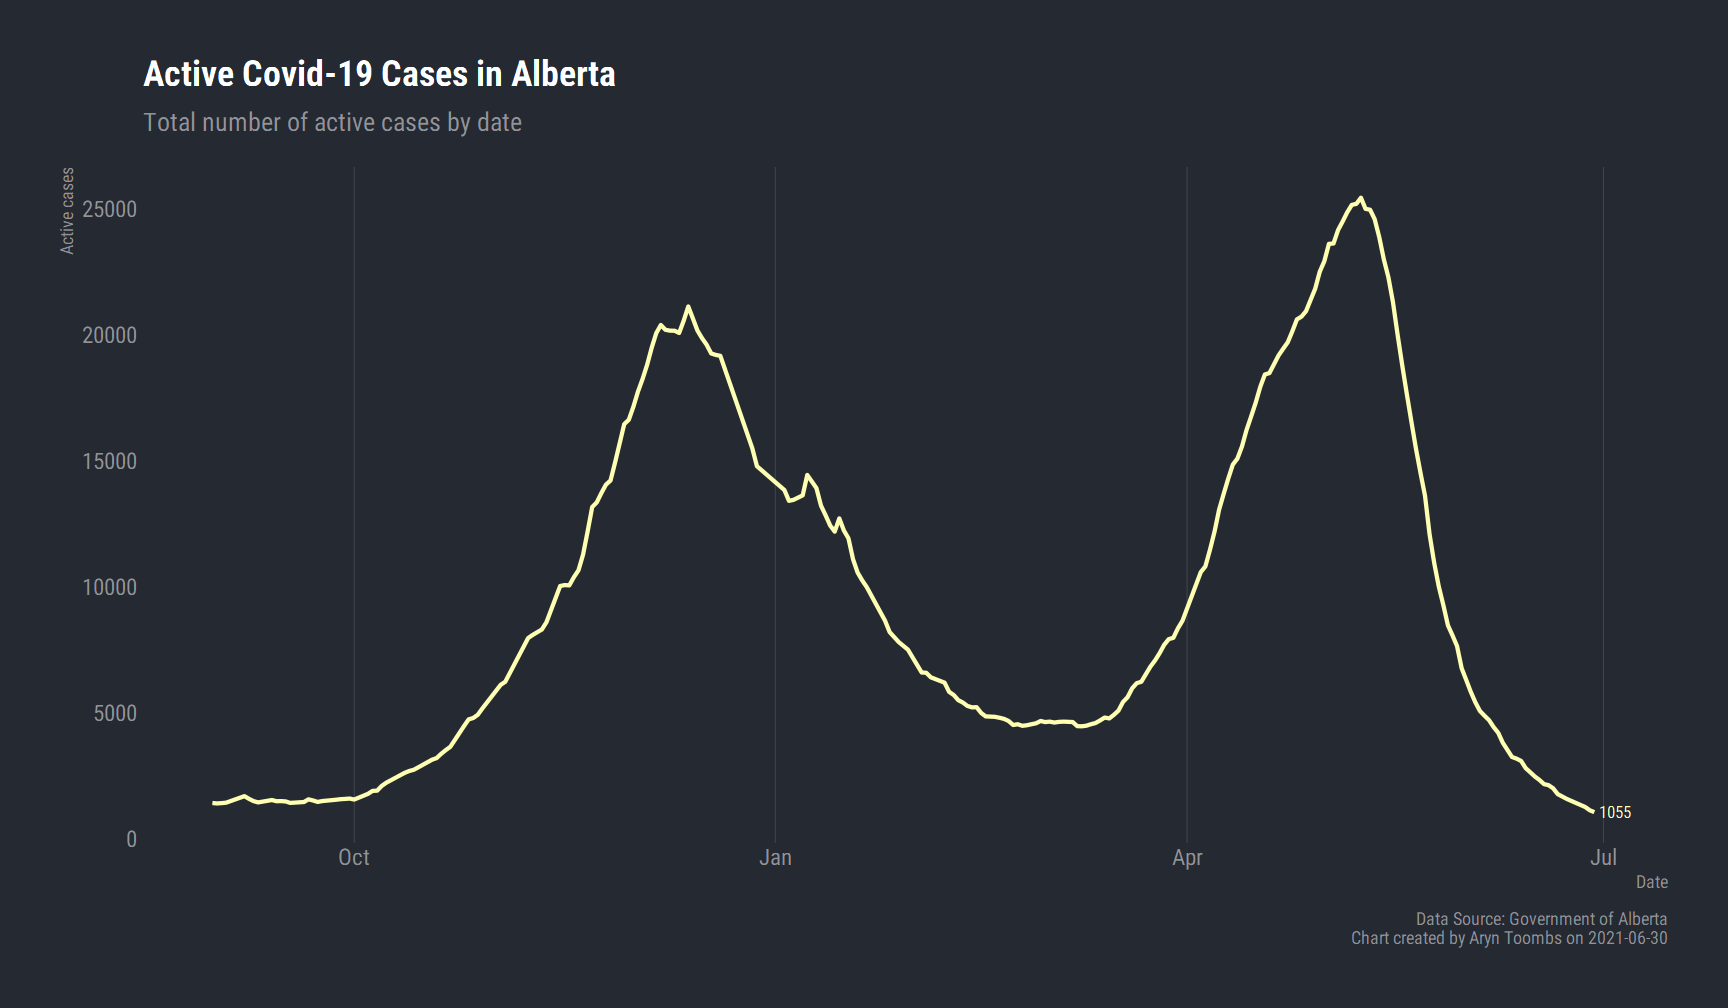 Active Covid-19 Cases in Alberta
Total number of active cases by date
Active cases
25000
20000
15000
10000
5000
0
1055
Oct
Jan
Apr
Jul
Date
Data Source: Government of Alberta
Chart created by Aryn Toombs on 2021-06-30